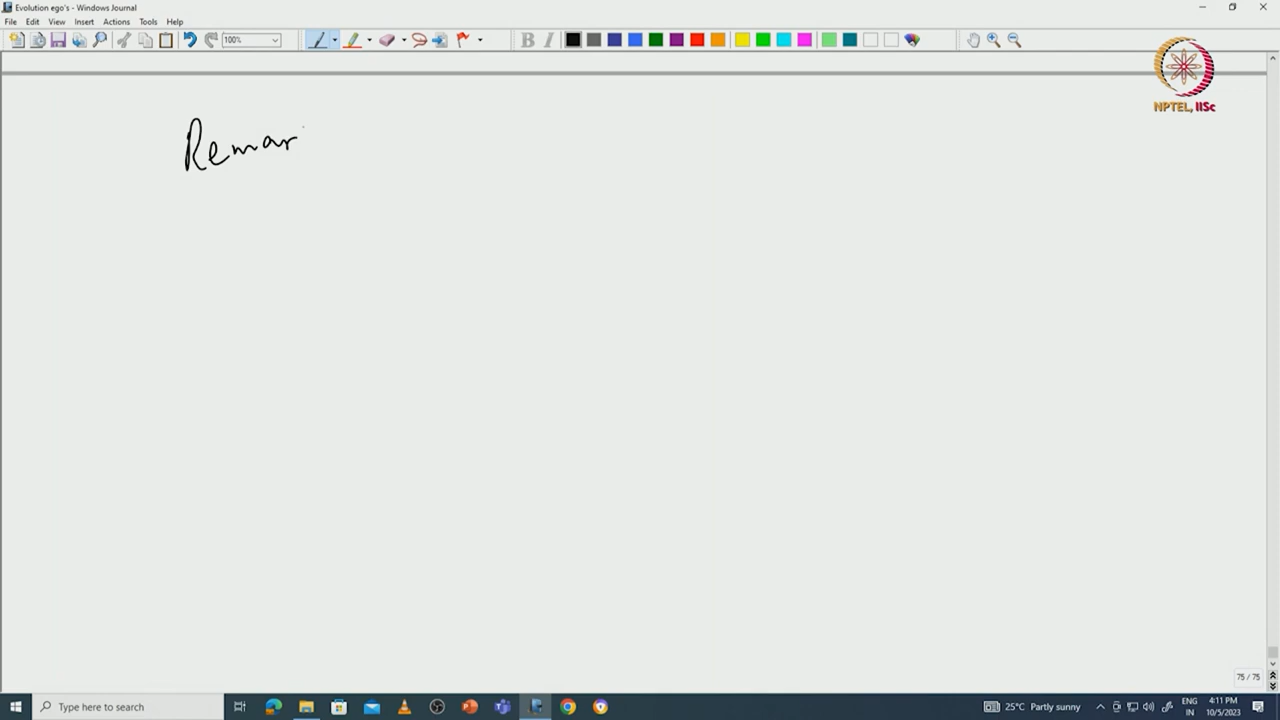 Evolution eqo's - Windows Journal
File Edit View Insert Actions Tools Help
100%
B I
NPTEL, IISc
Remar
75 / 75
Type here to search
25°C Partly sunny
ENG
IN
4:11 PM
10/5/2023